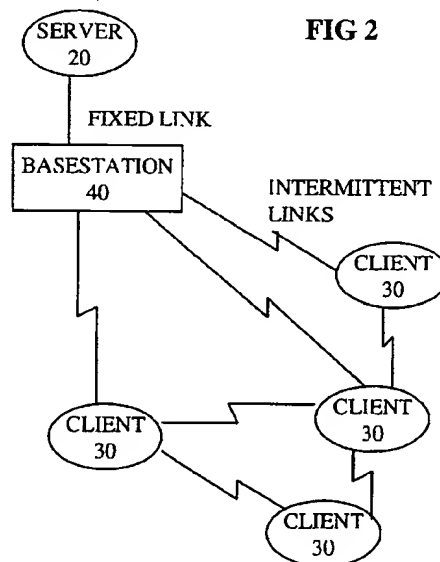 FIG 2
SERVER
20
FIXED LINK
BASESTATION
40
INTERMITTENT
LINKS
CLIENT
30
CLIENT
30
CLIENT
30
CLIENT
30